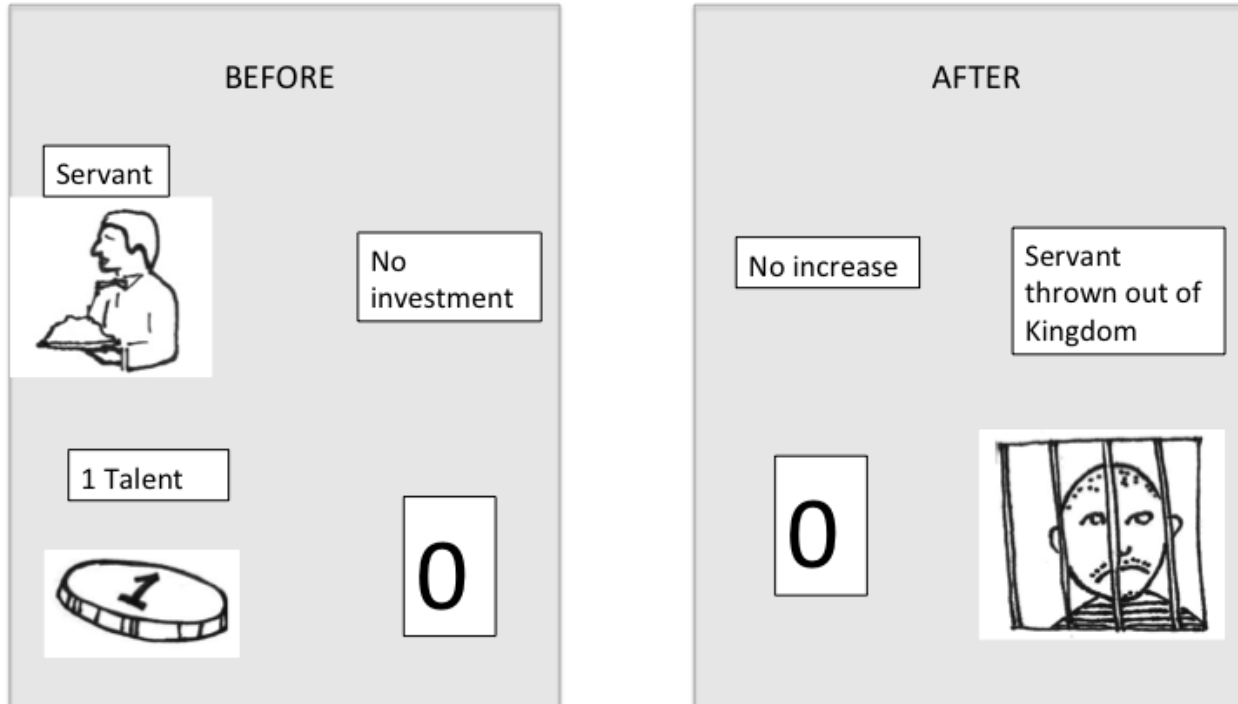 BEFORE
Servant
No
investment
1 Talent
1
0
AFTER
No increase
Servant
thrown out of
Kingdom
0